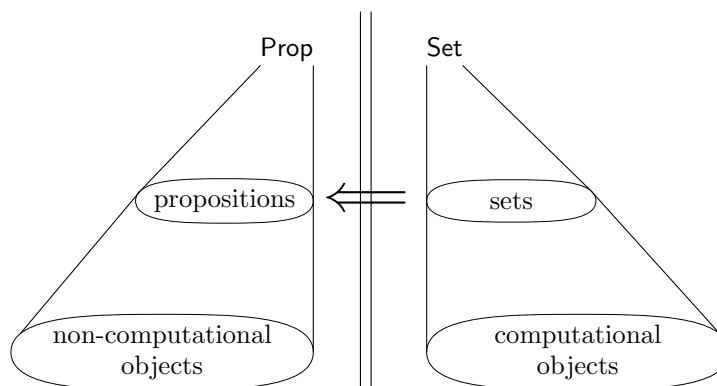 Prop
Set
propositions
sets
non-computational
objects
computational
objects